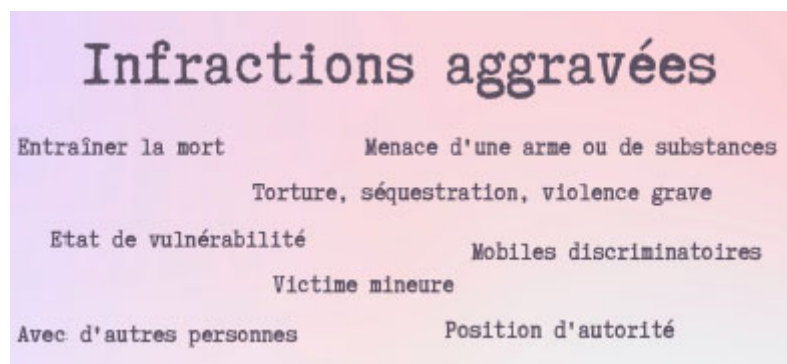 Infractions aggravées
Entraîner la mort
Menace d'une arme ou de substances
Torture, séquestration, violence grave
Etat de vulnérabilité
Mobiles discriminatoires
Victime mineure
Avec d'autres personnes
Position d'autorité